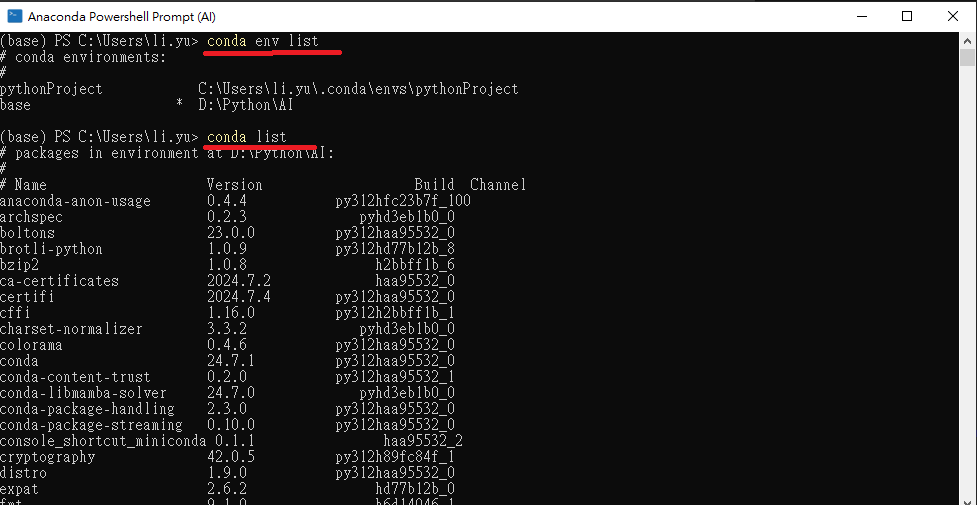 Anaconda Powershell Prompt (AI)
(base) PS C:\Users\li.yu> conda env list
# conda environments:
#
pythonProject C:\Users\li.yu\.conda\envs\pythonProject
base * D:\Python\AI
(base) PS C:\Users\li.yu> conda list
# packages in environment at D:\Python\AI:
#
# Name Version Build Channel
anaconda-anon-usage 0.4.4 py312hfc23b7f_100
archspec 0.2.3 pyhd3eb1b0_0
boltons 23.0.0 py312haa95532_0
brotli-python 1.0.9 py312hd77b12b_8
bzip2 1.0.8 h2bbff1b_6
ca-certificates 2024.7.2 haa95532_0
certifi 2024.7.4 py312haa95532_0
cffi 1.16.0 py312h2bbff1b_1
charset-normalizer 3.3.2 pyhd3eb1b0_0
colorama 0.4.6 py312haa95532_0
conda 24.7.1 py312haa95532_0
conda-content-trust 0.2.0 py312haa95532_1
conda-libmamba-solver 24.7.0 pyhd3eb1b0_0
conda-package-handling 2.3.0 py312haa95532_0
conda-package-streaming 0.10.0 py312haa95532_0
console_shortcut_miniconda 0.1.1 haa95532_2
cryptography 42.0.5 py312h89fc84f_1
distro 1.9.0 py312haa95532_0
expat 2.6.2 hd77b12b_0
fmt 9.1.0 h6d14046_1